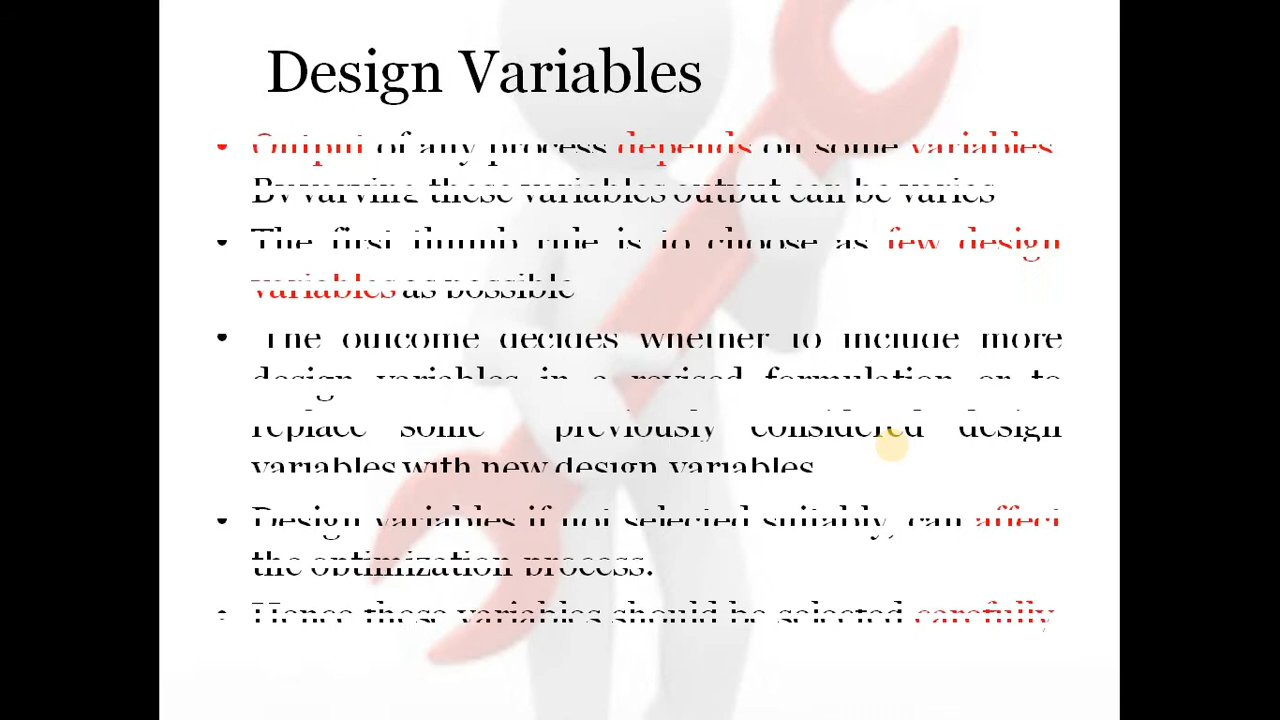 Design Variables
• Output of any process depends on some variables.
By varying these variables output can be varies
• The first thumb rule is to choose as few design
variables as possible
• The outcome decides whether to include more
design variables in a revised formulation or to
replace some previously considered design
variables with new design variables
• Design variables if not selected suitably, can affect
the optimization process.
• Hence these variables should be selected carefully